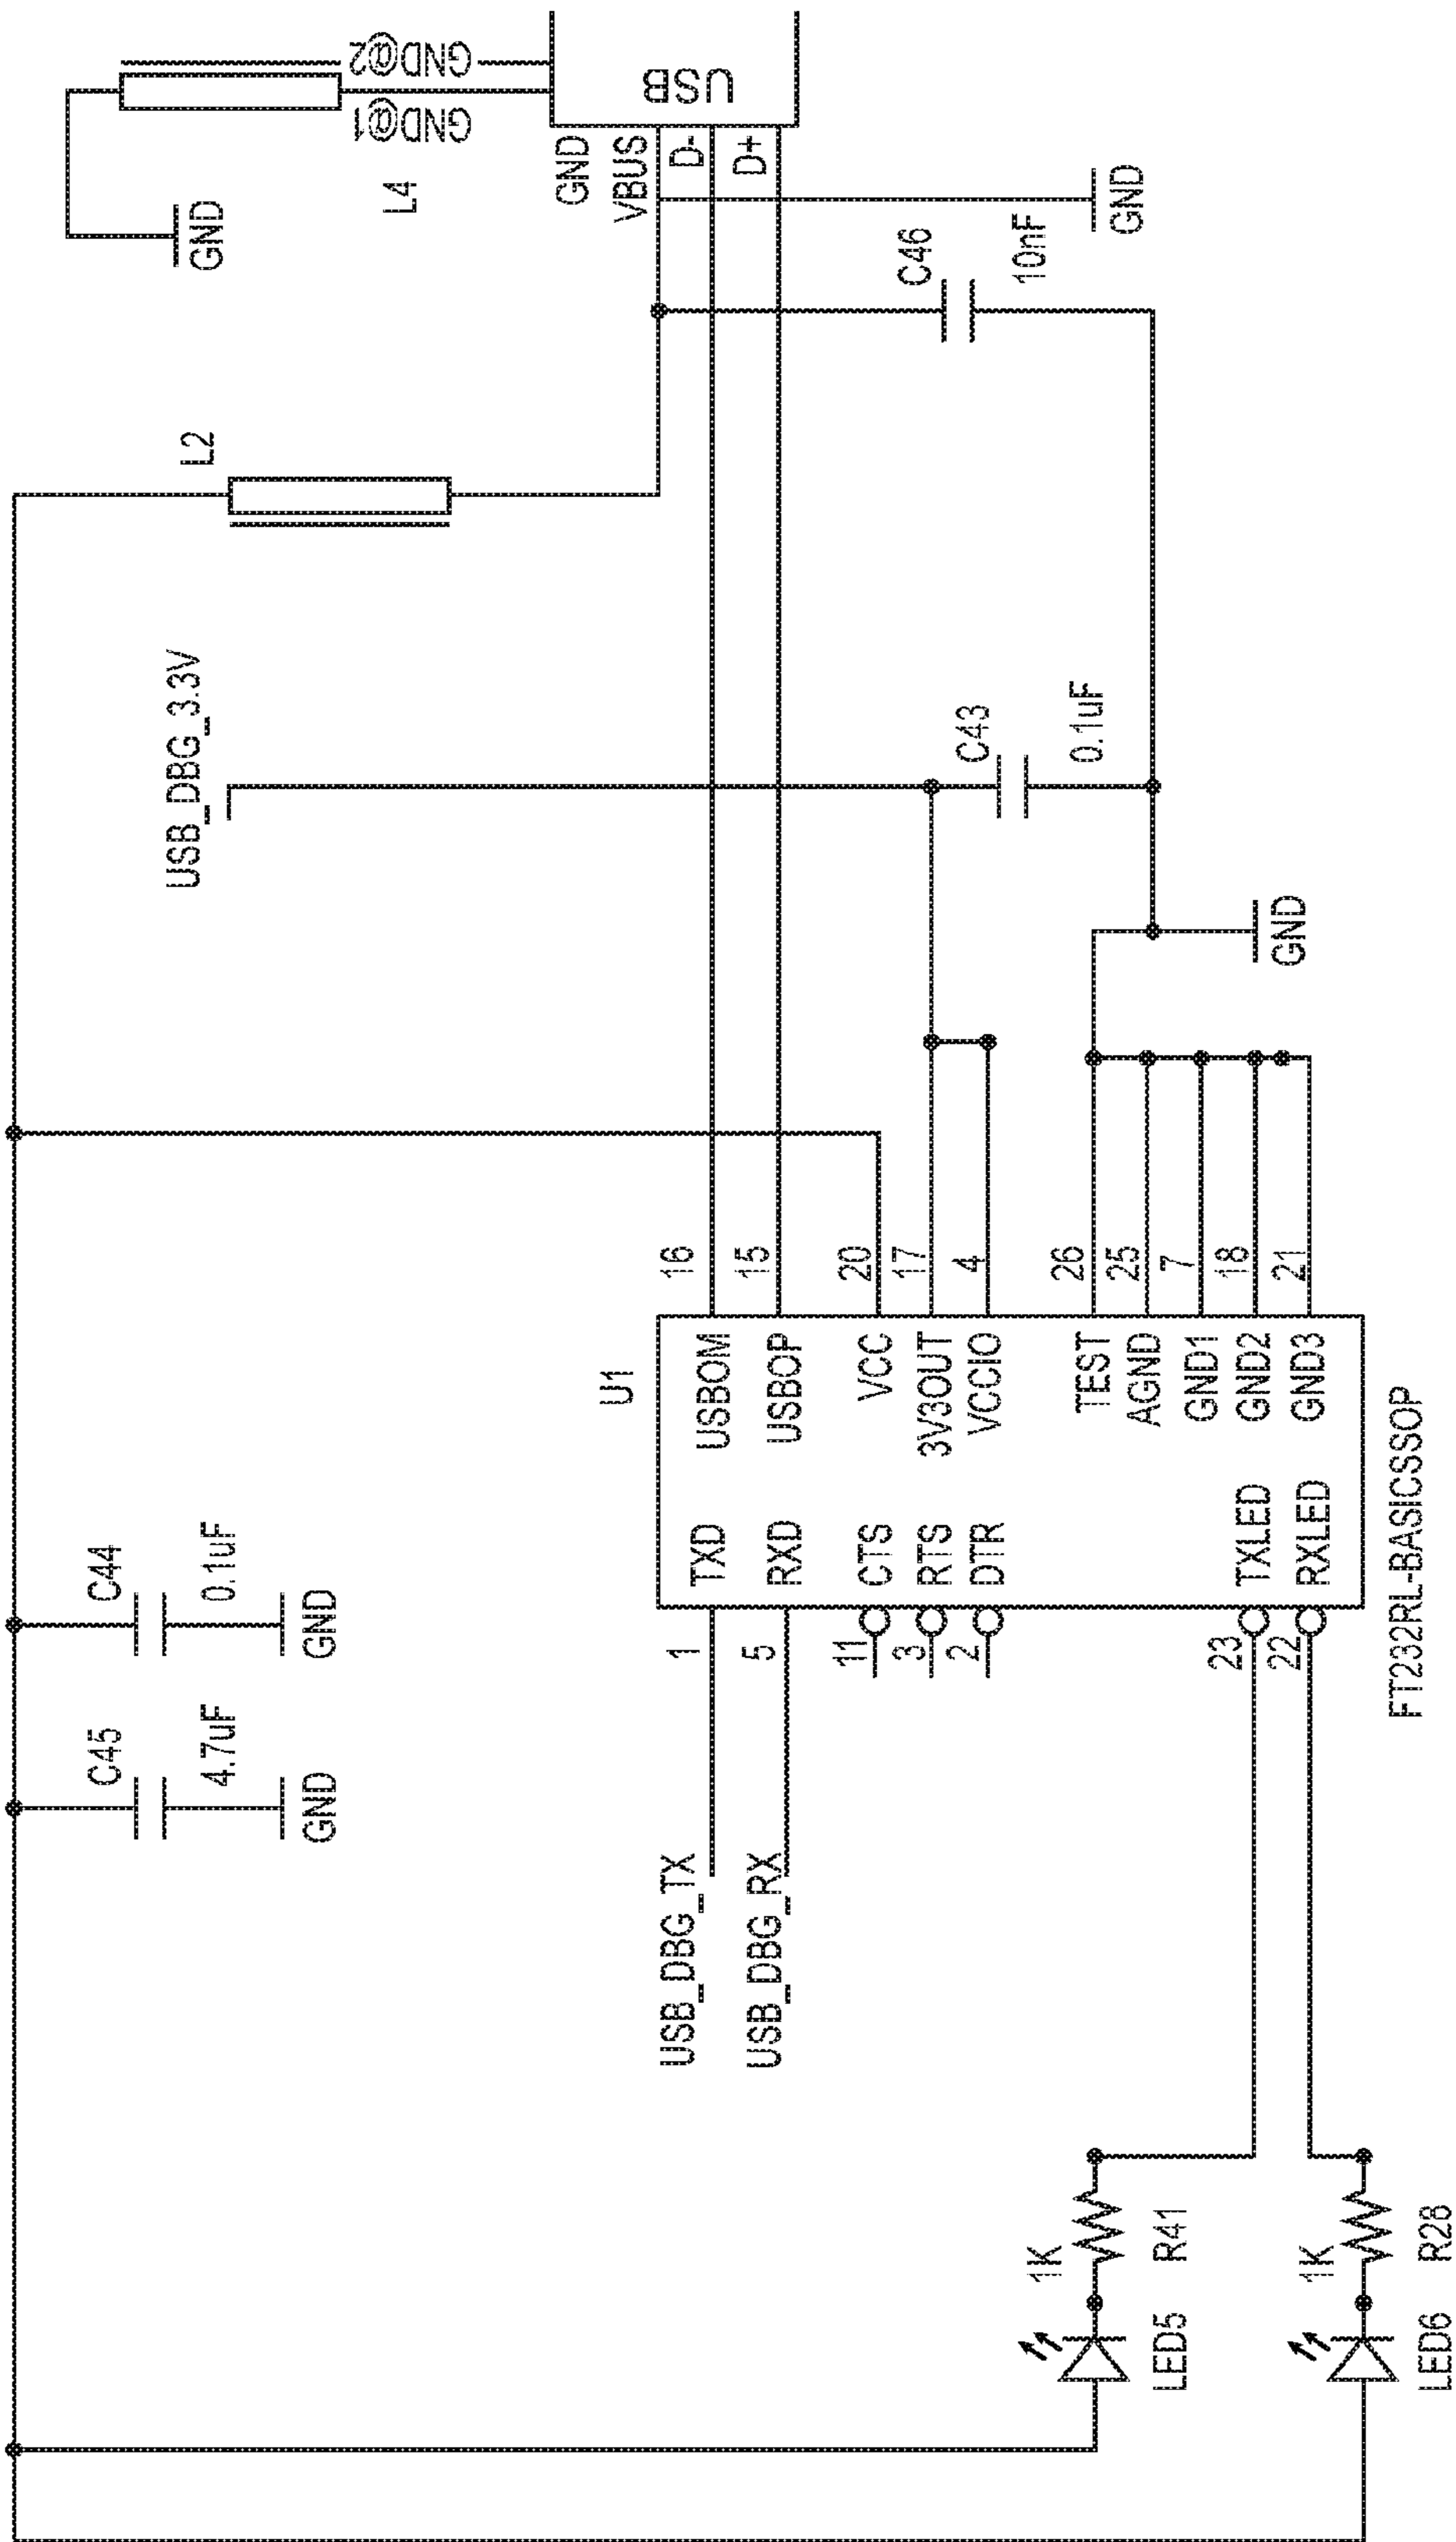 GND
L4
GND@2
GND@1
USB
GND
VBUS
D-
D+
GND
L2
C46
10nF
USB_DBG_3.3V
C43
0.1uF
GND
U1
16
15
20
17
4
26
25
7
18
21
USBOM
USBOP
VCC
3V3OUT
VCCIO
TEST
AGND
GND1
GND2
GND3
TXD
RXD
CTS
RTS
DTR
TXLED
RXLED
1
5
11
3
2
23
22
FT232RL-BASICSSOP
C44
0.1uF
GND
C45
4.7uF
GND
USB_DBG_TX
USB_DBG_RX
1K
R41
LED5
1K
R28
LED6